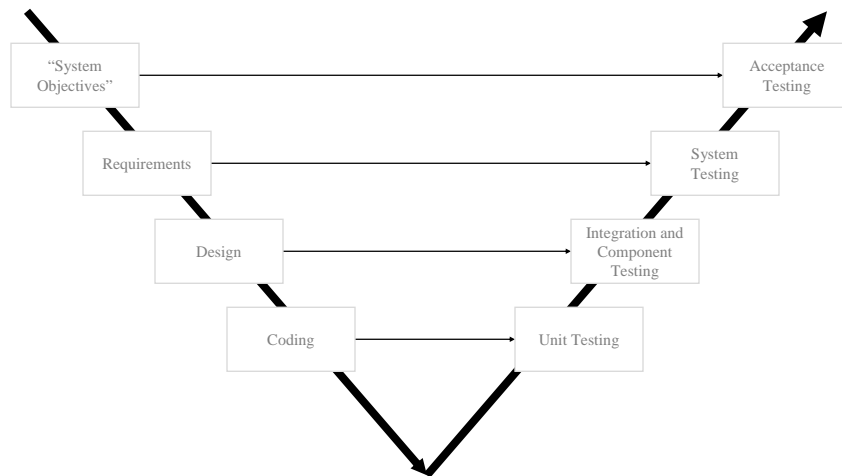 “System
Objectives”
Acceptance
Testing
Requirements
System
Testing
Design
Integration and
Component
Testing
Coding
Unit Testing